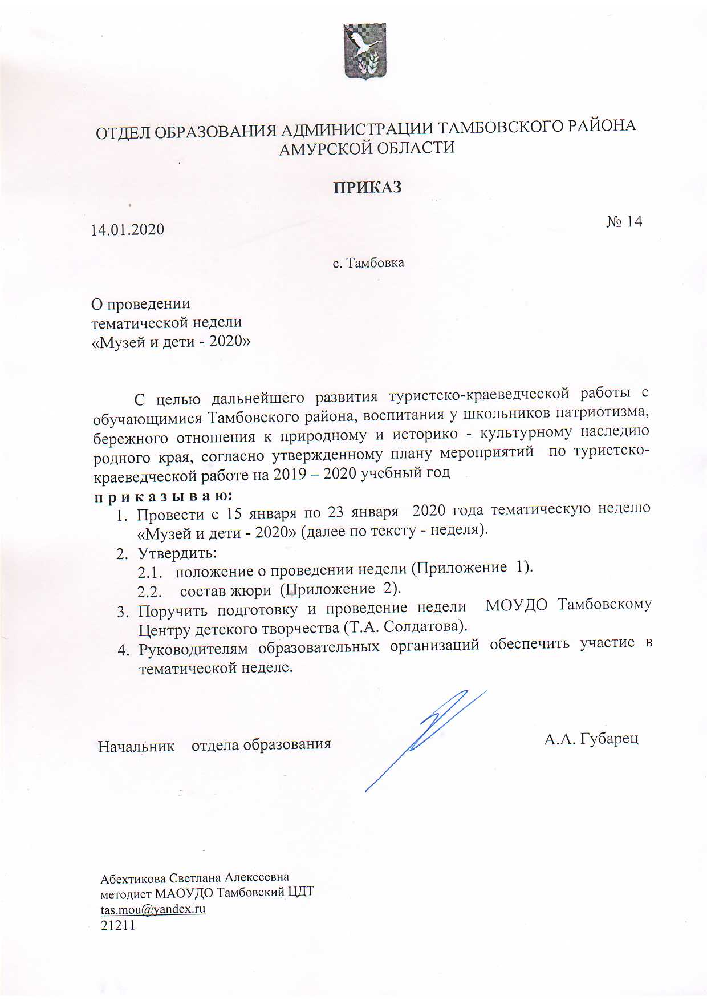 ОТДЕЛ ОБРАЗОВАНИЯ АДМИНИСТРАЦИИ ТАМБОВСКОГО РАЙОНА
АМУРСКОЙ ОБЛАСТИ
ПРИКАЗ
14.01.2020 № 14
с. Тамбовка
О проведении
тематической недели
«Музей и дети - 2020»
С целью дальнейшего развития туристско-краеведческой работы с
обучающимися Тамбовского района, воспитания у школьников патриотизма,
бережного отношения к природному и историко - культурному наследию
родного края, согласно утвержденному плану мероприятий по туристско-
краеведческой работе на 2019 – 2020 учебный год
п р и к а з ы в а ю:
1. Провести с 15 января по 23 января 2020 года тематическую неделю
«Музей и дети - 2020» (далее по тексту - неделя).
2. Утвердить:
2.1. положение о проведении недели (Приложение 1).
2.2. состав жюри (Приложение 2).
3. Поручить подготовку и проведение недели МОУДО Тамбовскому
Центру детского творчества (Т.А. Солдатова).
4. Руководителям образовательных организаций обеспечить участие в
тематической неделе.
Начальник отдела образования А.А. Губарец
Абехтикова Светлана Алексеевна
методист МАОУДО Тамбовский ЦДТ
tas.mou@yandex.ru
21211